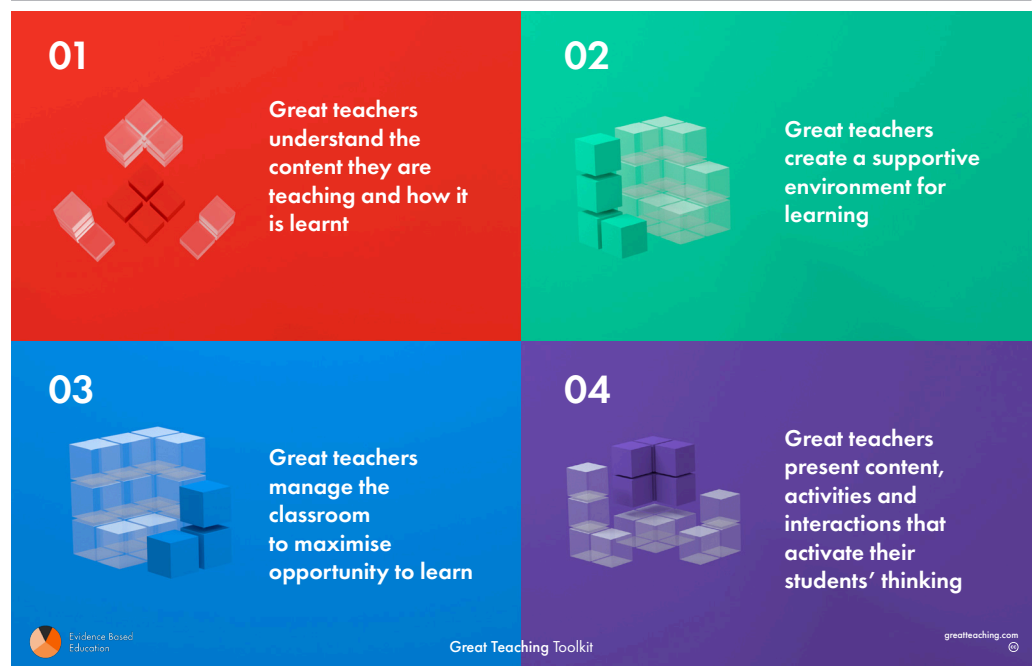 01
Great teachers
understand the
content they are
teaching and how it
is learnt
02
Great teachers
create a supportive
environment for
learning
03
Great teachers
manage the
classroom
to maximise
opportunity to learn
04
Great teachers
present content,
activities and
interactions that
activate their
students’ thinking
Evidence Based
Education
Great Teaching Toolkit
greatteaching.com
cc